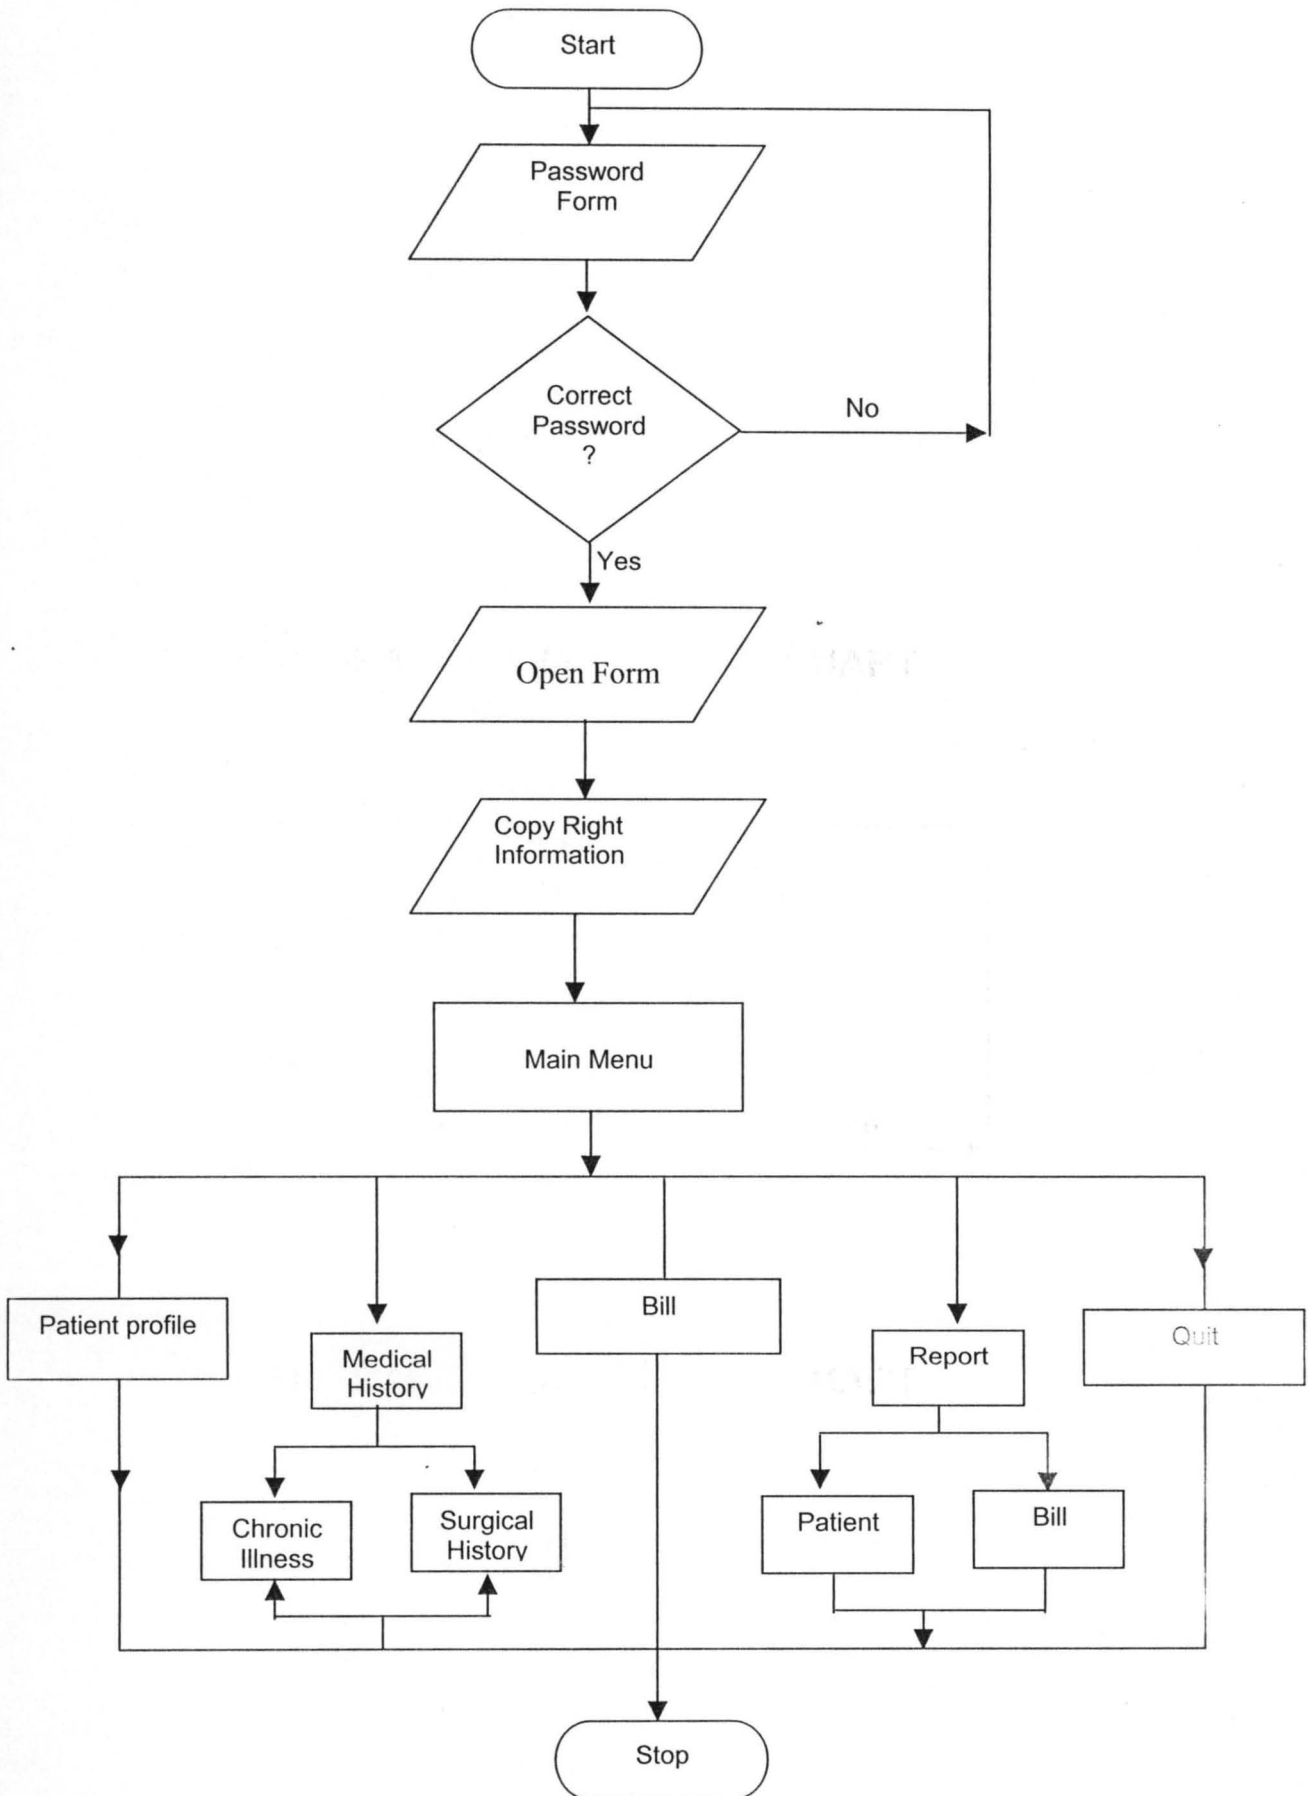 Start
Password
Form
Correct
Password
?
No
Yes
Open Form
Copy Right
Information
Main Menu
Patient profile
Medical
History
Bill
Report
Quit
Chronic
Illness
Surgical
History
Patient
Bill
Stop